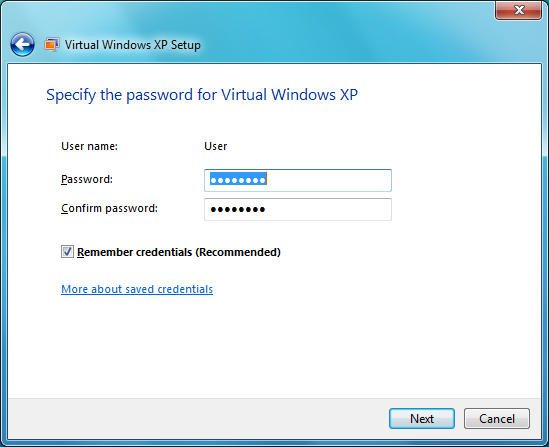 Virtual Windows XP Setup
Specify the password for Virtual Windows XP
User name: User
Password: ••••••••
Confirm password: ••••••••
Remember credentials (Recommended)
More about saved credentials
Next Cancel